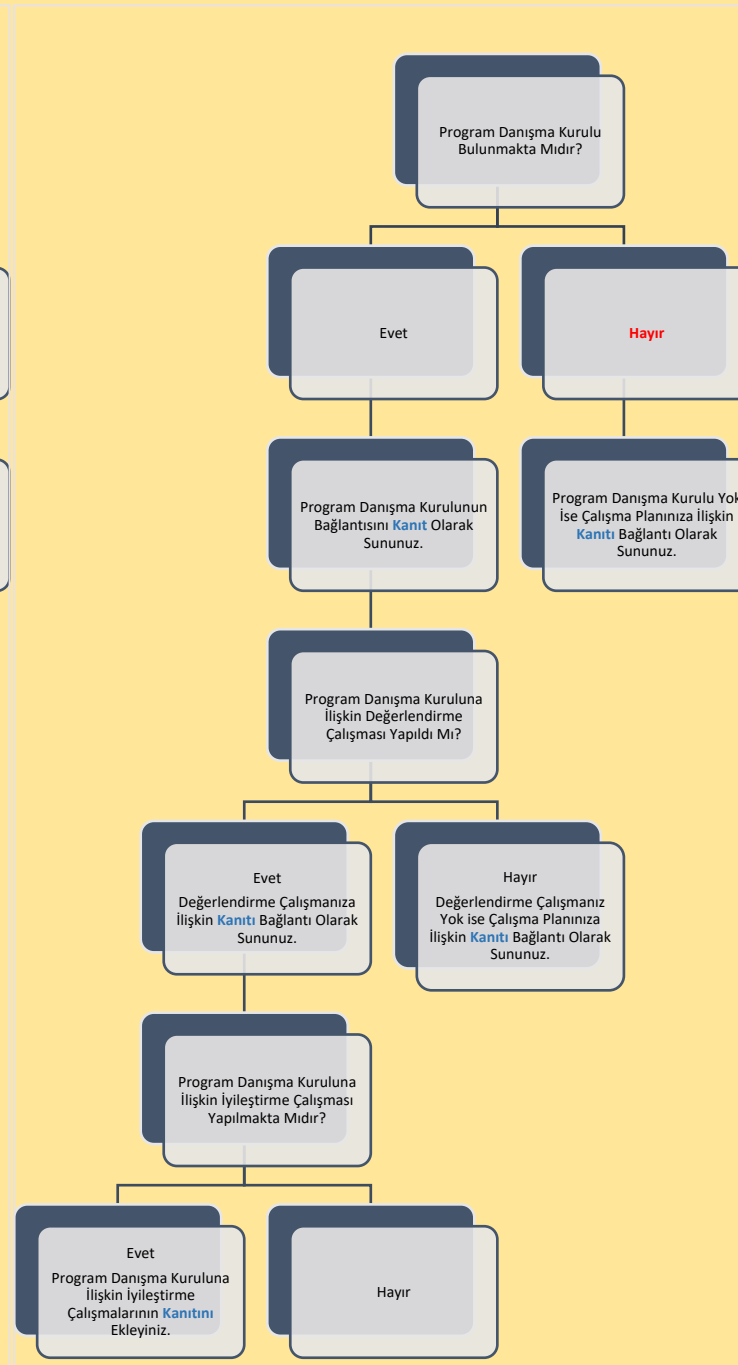 Program Danışma Kurulu
Bulunmakta Mıdır?
Evet
Hayır
Program Danışma Kurulunun
Bağlantısını Kanıt Olarak
Sununuz.
Program Danışma Kurulu Yok
İse Çalışma Planınıza İlişkin
Kanıtı Bağlantı Olarak
Sununuz.
Program Danışma Kuruluna
İlişkin Değerlendirme
Çalışması Yapıldı Mı?
Evet
Değerlendirme Çalışmanıza
İlişkin Kanıtı Bağlantı Olarak
Sununuz.
Hayır
Değerlendirme Çalışmanız
Yok ise Çalışma Planınıza
İlişkin Kanıtı Bağlantı Olarak
Sununuz.
Program Danışma Kuruluna
İlişkin İyileştirme Çalışması
Yapılmakta Mıdır?
Evet
Program Danışma Kuruluna
İlişkin İyileştirme
Çalışmalarının Kanıtını
Ekleyiniz.
Hayır